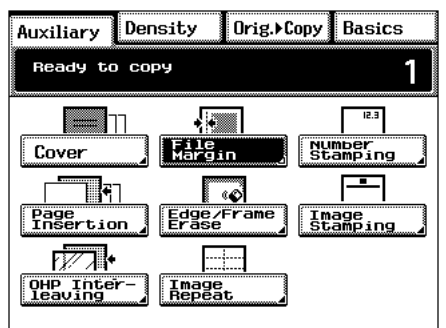 Auxiliary Density Orig.▶Copy Basics
Ready to copy 1
12.3
Cover File Margin Number Stamping
Page Insertion Edge/Frame Erase Image Stamping
OHP Inter-leaving Image Repeat